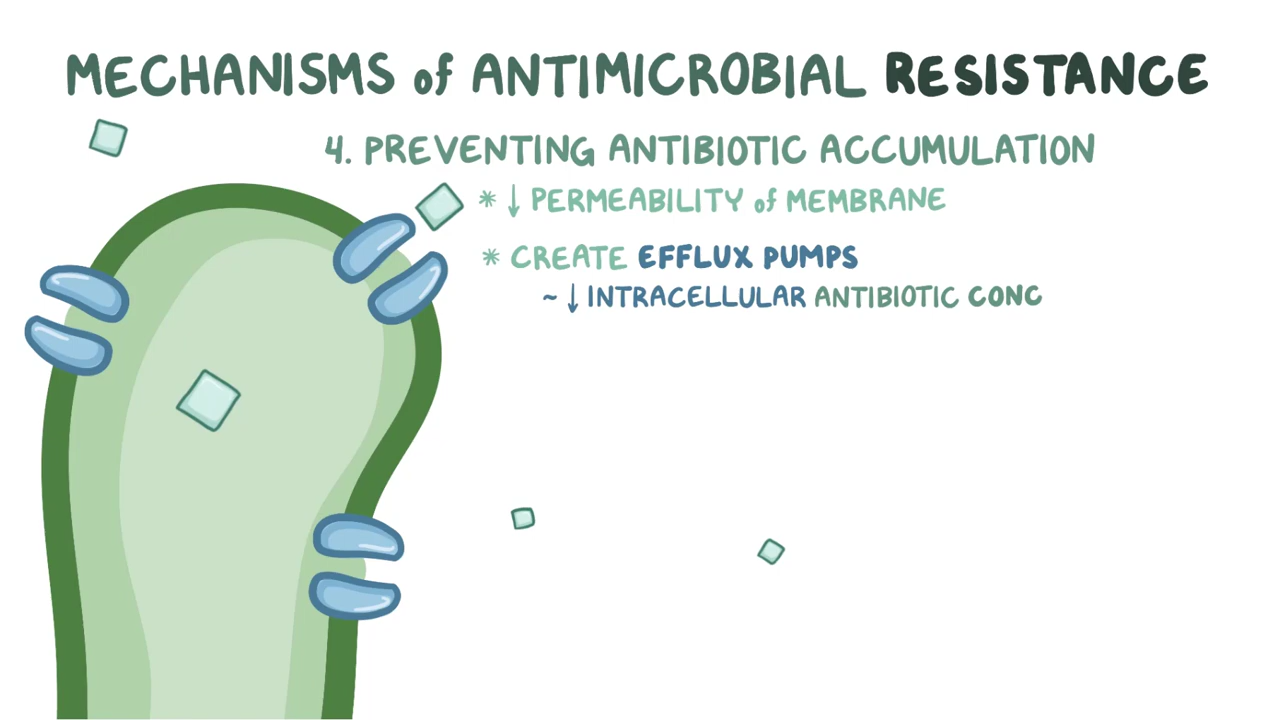 MECHANISMS of ANTIMICROBIAL RESISTANCE
4. PREVENTING ANTIBIOTIC ACCUMULATION
* ↓ PERMEABILITY of MEMBRANE
* CREATE EFFLUX PUMPS
~ ↓ INTRACELLULAR ANTIBIOTIC CONC